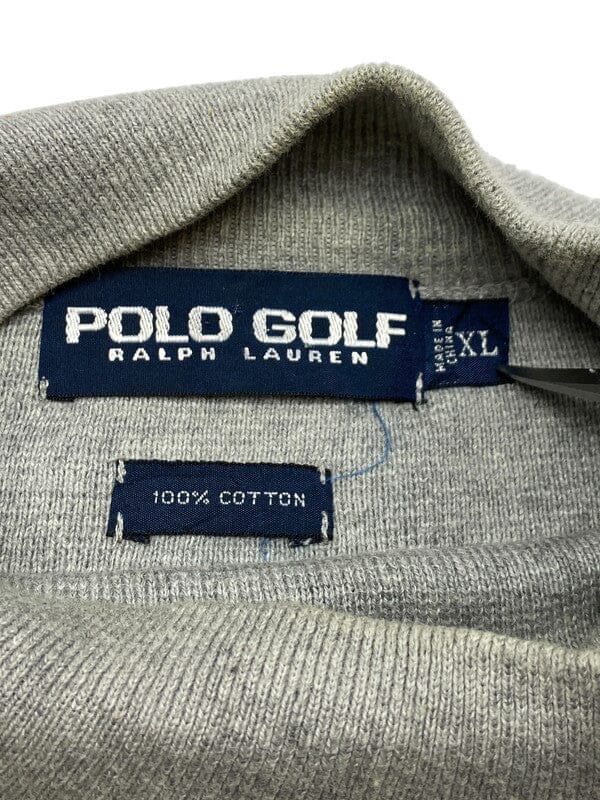 POLO GOLF
RALPH LAUREN
MADE IN
CHINA
XL
100% COTTON